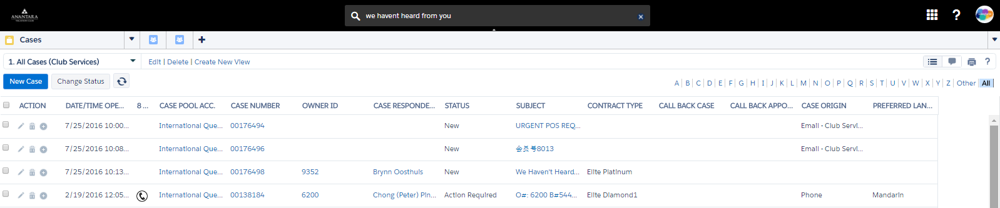 ANANTARA
VACATION CLUB
we havent heard from you
Cases
1. All Cases (Club Services)
Edit | Delete | Create New View
New Case
Change Status
A | B | C | D | E | F | G | H | I | J | K | L | M | N | O | P | Q | R | S | T | U | V | W | X | Y | Z | Other | All
ACTION DATE/TIME OPE... 8 ... CASE POOL ACC. CASE NUMBER OWNER ID CASE RESPONDE... STATUS SUBJECT CONTRACT TYPE CALL BACK CASE CALL BACK APPO... CASE ORIGIN PREFERRED LAN...
7/25/2016 10:00... International Que... 00176494 New URGENT POS REQ... Email - Club Servi...
7/25/2016 10:08... International Que... 00176496 New 会员号8013 Email - Club Servi...
7/25/2016 10:13... International Que... 00176498 9352 Brynn Oosthuis New We Haven't Heard... Elite Platinum
2/19/2016 12:05... International Que... 00138184 6200 Chong (Peter) Pin... Action Required O#: 6200 B#544... Elite Diamond1 Phone Mandarin